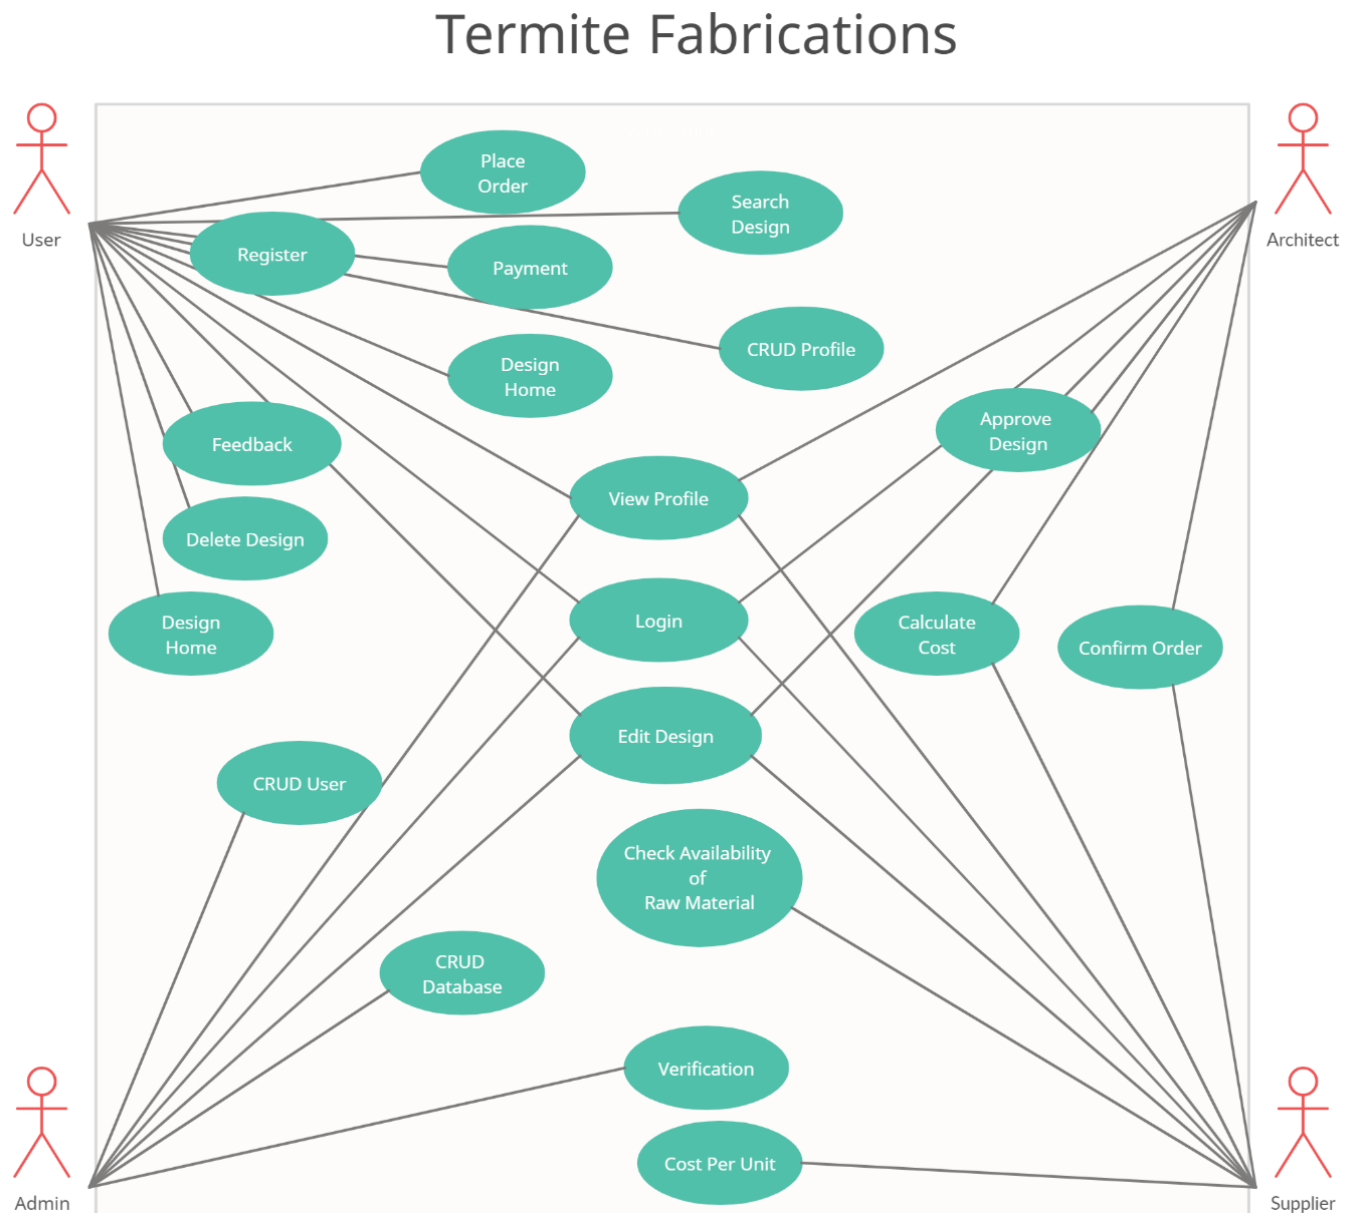 Termite Fabrications
Place
Order
Search
Design
User
Architect
Register
Payment
CRUD Profile
Design
Home
Approve
Design
Feedback
View Profile
Delete Design
Design
Home
Login
Calculate
Cost
Confirm Order
Edit Design
CRUD User
Check Availability
of
Raw Material
CRUD
Database
Verification
Cost Per Unit
Admin
Supplier